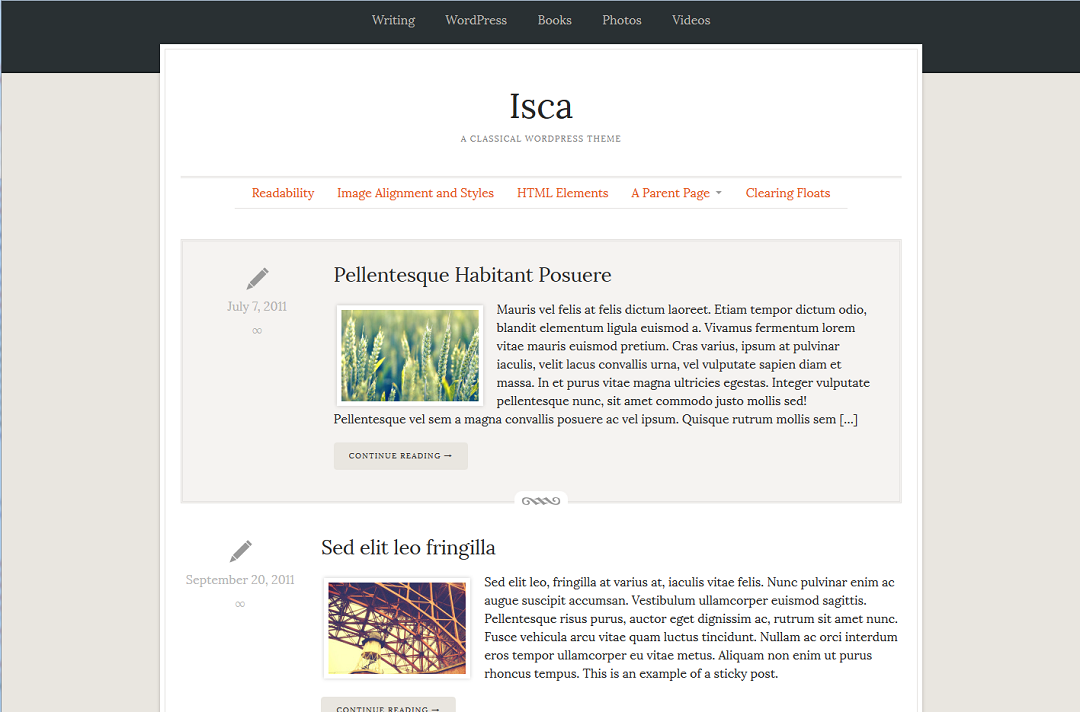 Writing WordPress Books Photos Videos
Isca
A CLASSICAL WORDPRESS THEME
Readability Image Alignment and Styles HTML Elements A Parent Page Clearing Floats
Pellentesque Habitant Posuere
July 7, 2011
∞
Mauris vel felis at felis dictum laoreet. Etiam tempor dictum odio,
blandit elementum ligula euismod a. Vivamus fermentum lorem
vitae mauris euismod pretium. Cras varius, ipsum at pulvinar
iaculis, velit lacus convallis urna, vel vulputate sapien diam et
massa. In et purus vitae magna ultricies egestas. Integer vulputate
pellentesque nunc, sit amet commodo justo mollis sed!
Pellentesque vel sem a magna convallis posuere ac vel ipsum. Quisque rutrum mollis sem [...]
CONTINUE READING →
Sed elit leo fringilla
September 20, 2011
∞
Sed elit leo, fringilla at varius at, iaculis vitae felis. Nunc pulvinar enim ac
augue suscipit accumsan. Vestibulum ullamcorper euismod sagittis.
Pellentesque risus purus, auctor eget dignissim ac, rutrum sit amet nunc.
Fusce vehicula arcu vitae quam luctus tincidunt. Nullam ac orci interdum
eros tempor ullamcorper eu vitae metus. Aliquam non enim ut purus
rhoncus tempus. This is an example of a sticky post.
CONTINUE READING →